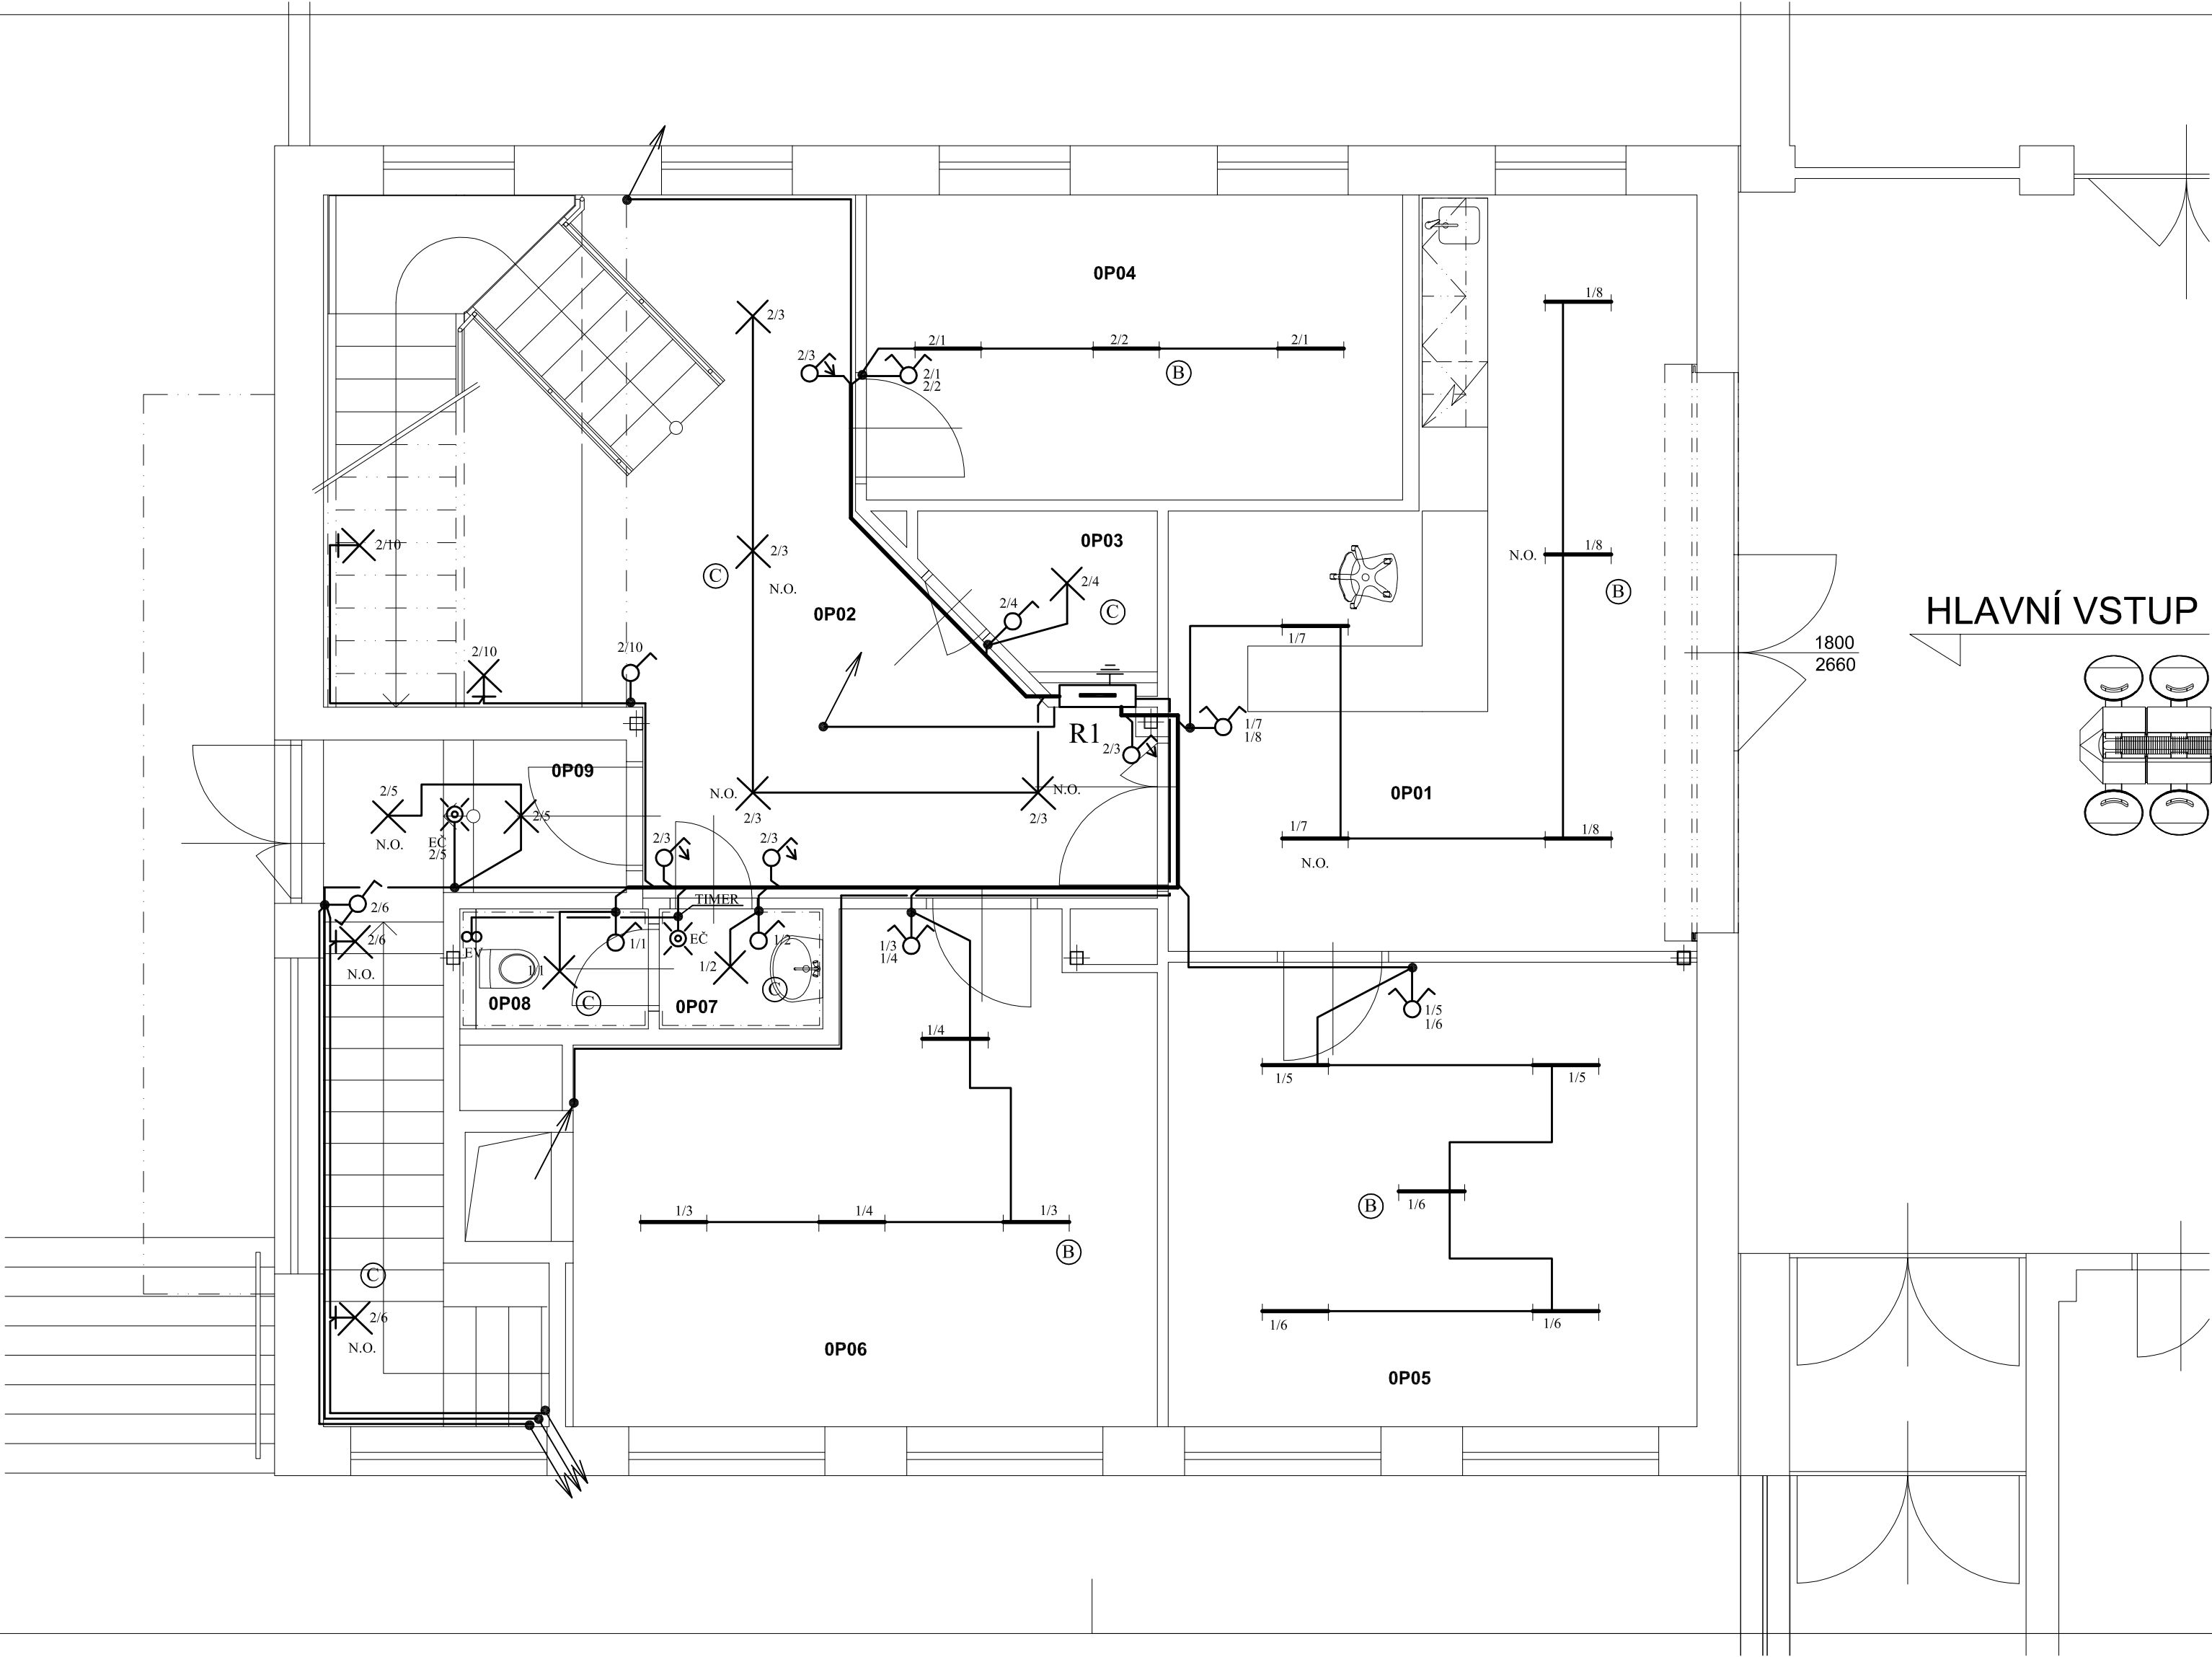 0P04
1/8
2/3
2/3
2/1
2/2
2/1
2/1
2/2
B
2/10
2/3
C
N.O.
0P03
N.O.
1/8
B
2/4
2/4
C
0P02
HLAVNÍ VSTUP
1800
2660
1/7
2/10
2/10
R1
2/3
1/7
1/8
0P09
2/5
N.O.
EČ
2/5
2/5
N.O.
2/3
N.O.
2/3
0P01
1/7
N.O.
1/8
2/3
2/3
TIMER
2/6
2/6
N.O.
EV
1/1
EČ
1/2
1/3
1/4
1/1
1/2
0P08
C
0P07
C
1/5
1/6
1/4
1/5
1/5
1/3
1/4
1/3
B
B
1/6
C
2/6
N.O.
1/6
1/6
0P06
0P05